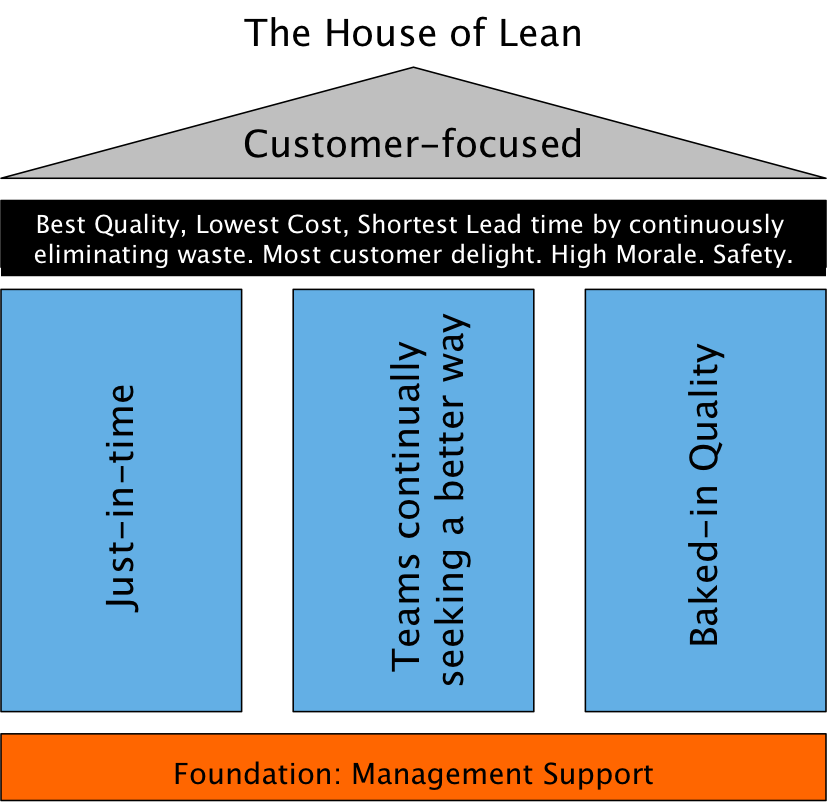 The House of Lean
Customer-focused
Best Quality, Lowest Cost, Shortest Lead time by continuously
eliminating waste. Most customer delight. High Morale. Safety.
Just-in-time
Teams continually
seeking a better way
Baked-in Quality
Foundation: Management Support